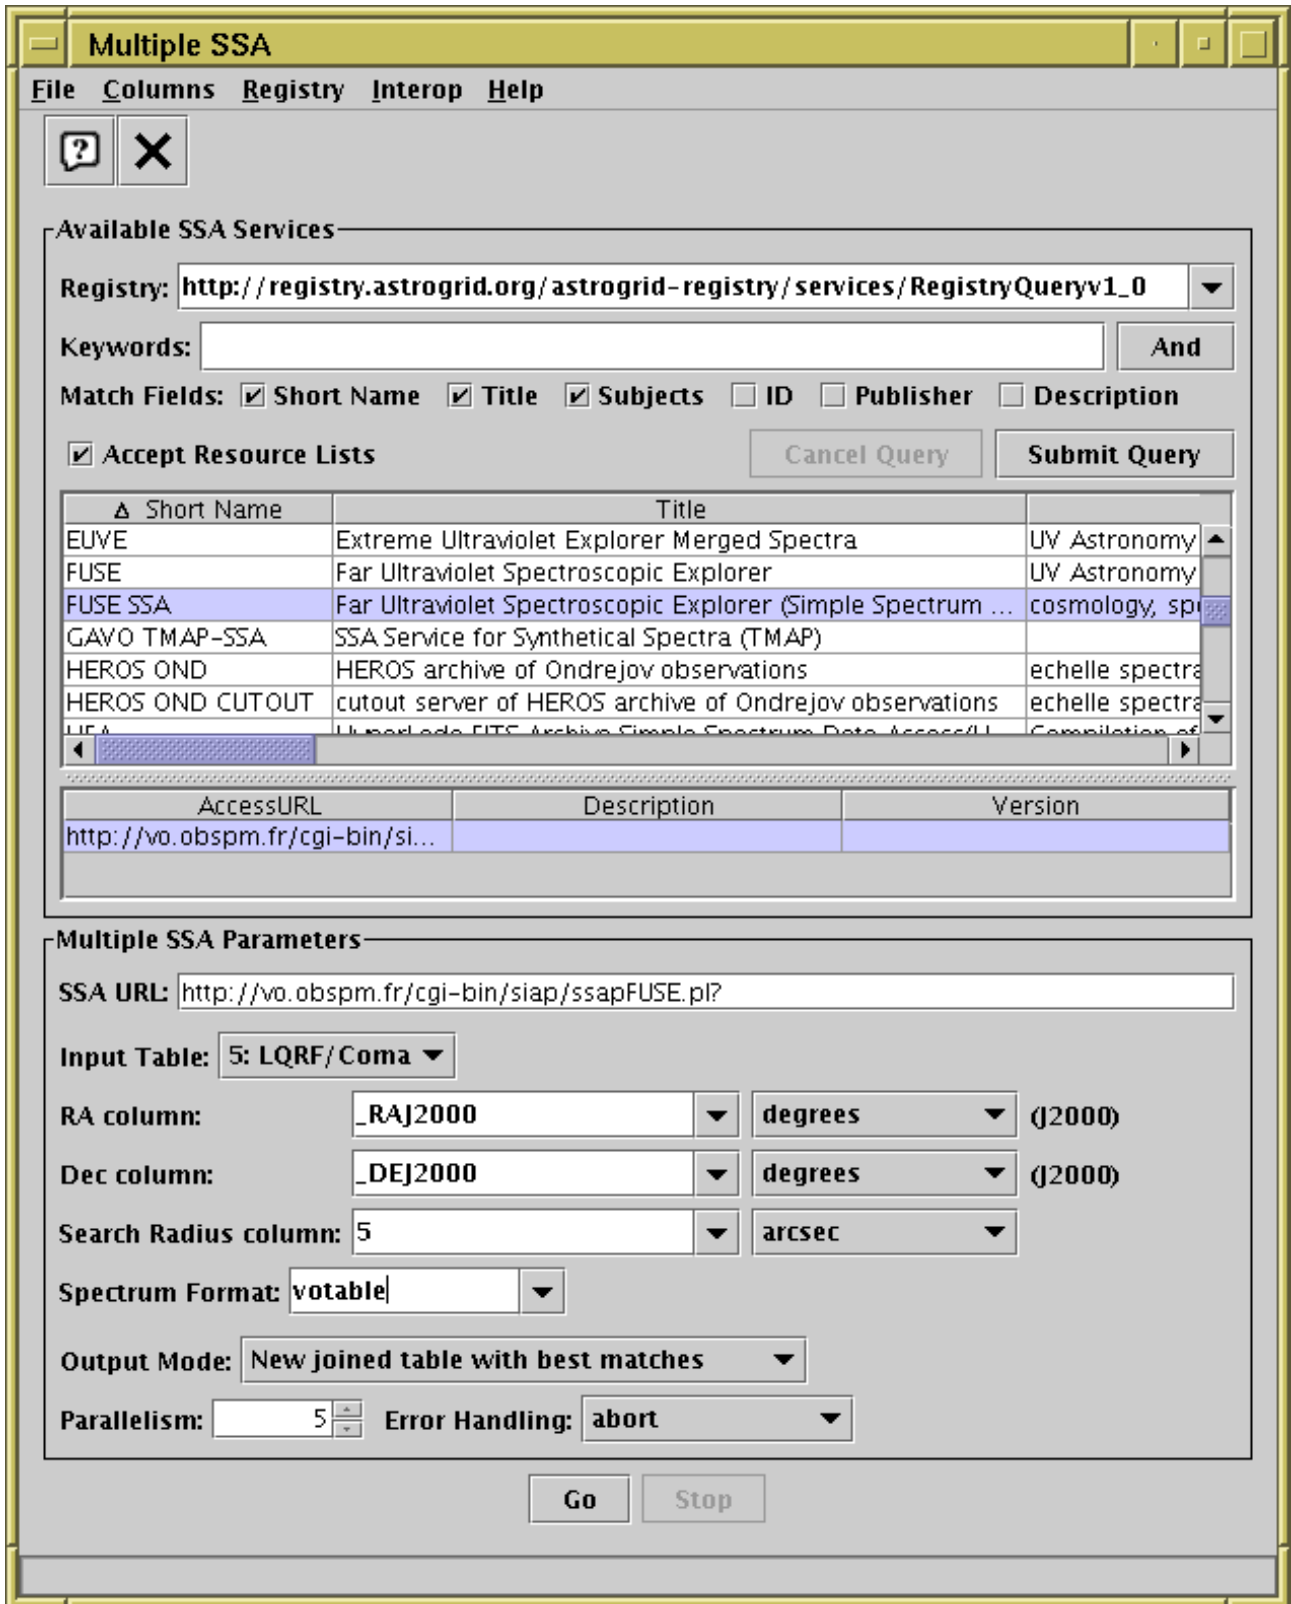 Multiple SSA
File Columns Registry Interop Help
Available SSA Services
Registry: http://registry.astrogrid.org/astrogrid-registry/services/RegistryQueryv1_0
Keywords: And
Match Fields: Short Name Title Subjects ID Publisher Description
Accept Resource Lists Cancel Query Submit Query
Short Name Title
EUVE Extreme Ultraviolet Explorer Merged Spectra UV Astronomy
FUSE Far Ultraviolet Spectroscopic Explorer UV Astronomy
FUSE SSA Far Ultraviolet Spectroscopic Explorer (Simple Spectrum ... cosmology, spe
GAVO TMAP-SSA SSA Service for Synthetical Spectra (TMAP)
HEROS OND HEROS archive of Ondrejov observations echelle spectra
HEROS OND CUTOUT cutout server of HEROS archive of Ondrejov observations echelle spectra
AccessURL Description Version
http://vo.obspm.fr/cgi-bin/si...
Multiple SSA Parameters
SSA URL: http://vo.obspm.fr/cgi-bin/siap/ssapFUSE.pl?
Input Table: 5: LQRF/Coma
RA column: _RAJ2000 degrees (J2000)
Dec column: _DEJ2000 degrees (J2000)
Search Radius column: 5 arcsec
Spectrum Format: votable
Output Mode: New joined table with best matches
Parallelism: 5 Error Handling: abort
Go Stop